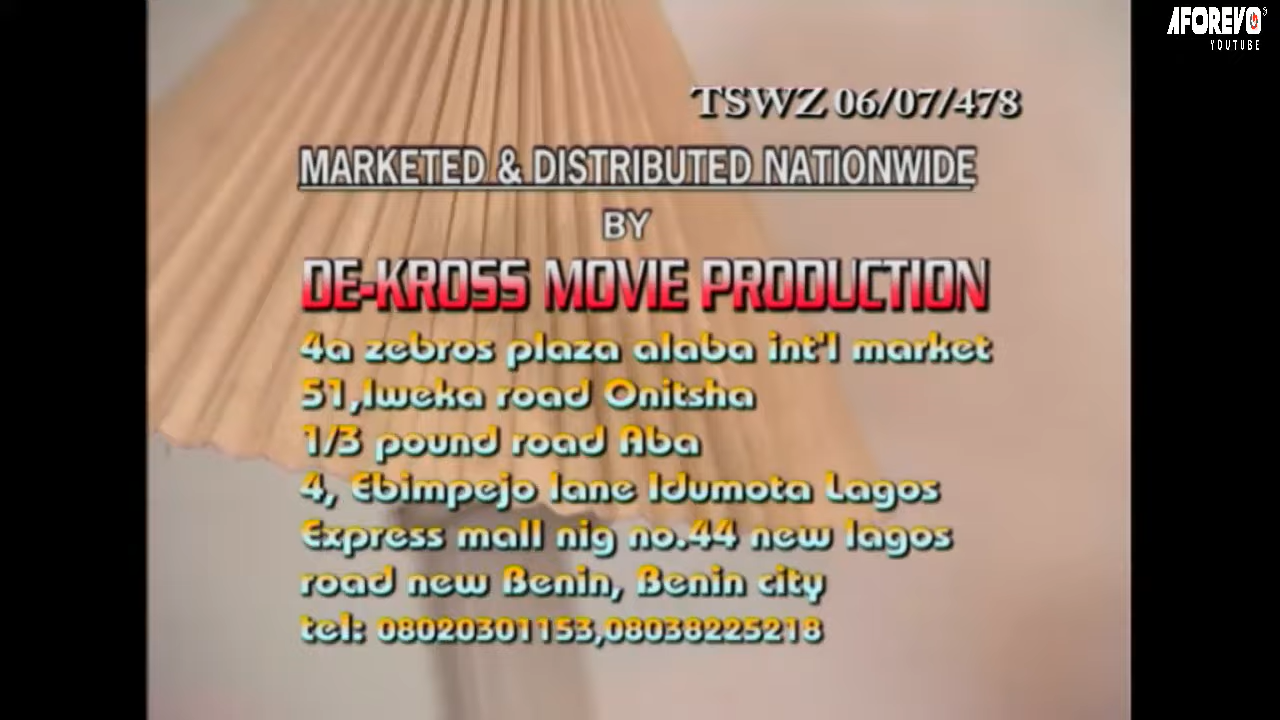 AFOREVO
YOUTUBE
TSWZ 06/07/478
MARKETED & DISTRIBUTED NATIONWIDE
BY
DE-KROSS MOVIE PRODUCTION
4a zebros plaza alaba int'l market
51,Iweka road Onitsha
1/3 pound road Aba
4, Ebimpejo lane Idumota Lagos
Express mall nig no.44 new lagos
road new Benin, Benin city
tel: 08020301153,08038225218